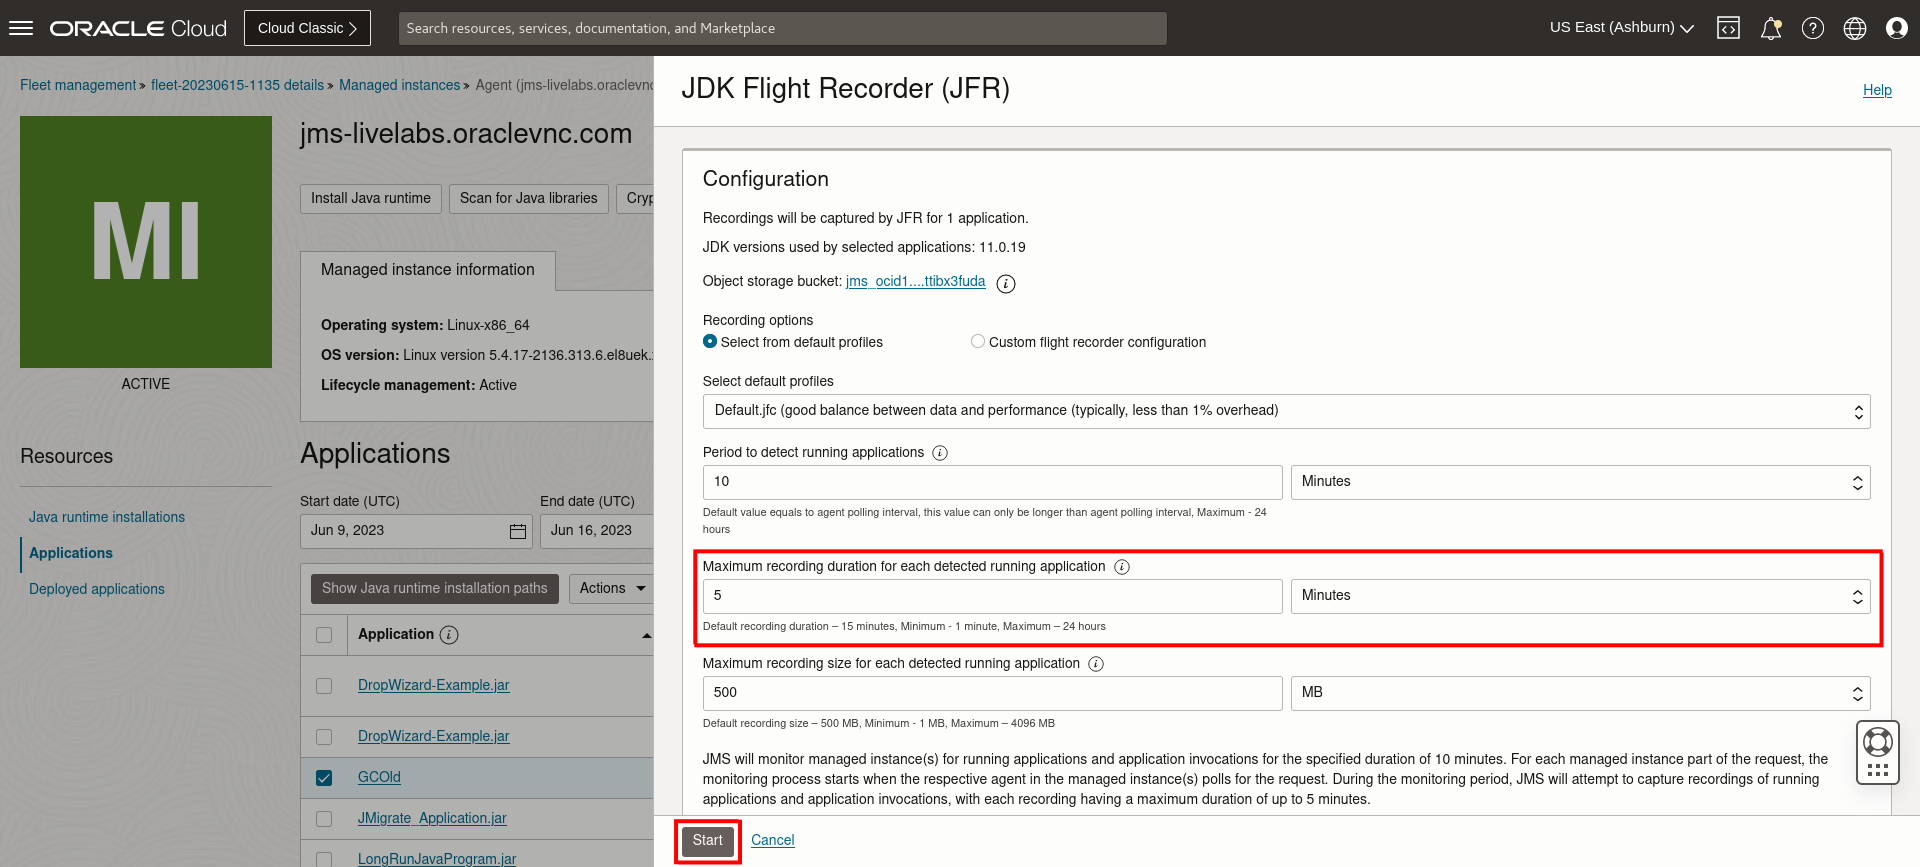 ORACLE Cloud
Cloud Classic
Search resources, services, documentation, and Marketplace
US East (Ashburn)
Fleet management » fleet-20230615-1135 details » Managed instances » Agent (jms-livelabs.oraclevnc
MI
ACTIVE
jms-livelabs.oraclevnc.com
Install Java runtime
Scan for Java libraries
Cryp
Managed instance information
Operating system: Linux-x86_64
OS version: Linux version 5.4.17-2136.313.6.el8uek.
Lifecycle management: Active
Resources
Java runtime installations
Applications
Deployed applications
Applications
Start date (UTC)
End date (UTC)
Jun 9, 2023
Jun 16, 2023
Show Java runtime installation paths
Actions
Application
DropWizard-Example.jar
DropWizard-Example.jar
GCOld
JMigrate_Application.jar
LongRunJavaProgram.jar
JDK Flight Recorder (JFR)
Help
Configuration
Recordings will be captured by JFR for 1 application.
JDK versions used by selected applications: 11.0.19
Object storage bucket: jms_ocid1....ttibx3fuda
Recording options
Select from default profiles
Custom flight recorder configuration
Select default profiles
Default.jfc (good balance between data and performance (typically, less than 1% overhead)
Period to detect running applications
10
Minutes
Default value equals to agent polling interval, this value can only be longer than agent polling interval, Maximum - 24
hours
Maximum recording duration for each detected running application
5
Minutes
Default recording duration – 15 minutes, Minimum - 1 minute, Maximum – 24 hours
Maximum recording size for each detected running application
500
MB
Default recording size – 500 MB, Minimum - 1 MB, Maximum – 4096 MB
JMS will monitor managed instance(s) for running applications and application invocations for the specified duration of 10 minutes. For each managed instance part of the request, the
monitoring process starts when the respective agent in the managed instance(s) polls for the request. During the monitoring period, JMS will attempt to capture recordings of running
applications and application invocations, with each recording having a maximum duration of up to 5 minutes.
Start
Cancel